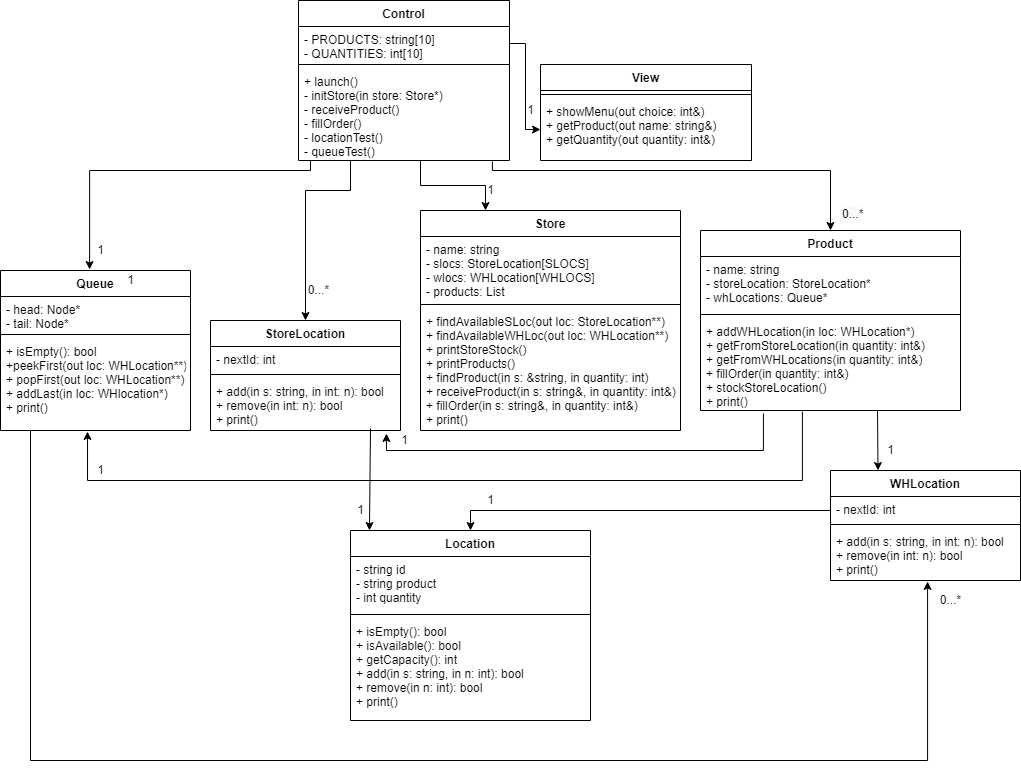 Control
- PRODUCTS: string[10]
- QUANTITIES: int[10]
+ launch()
- initStore(in store: Store*)
- receiveProduct()
- fillOrder()
- locationTest()
- queueTest()
1
View
+ showMenu(out choice: int&)
+ getProduct(out name: string&)
+ getQuantity(out quantity: int&)
1
1
0...*
0...*
Queue
1
- head: Node*
- tail: Node*
+ isEmpty(): bool
+peekFirst(out loc: WHLocation**)
+ popFirst(out loc: WHLocation**)
+ addLast(in loc: WHlocation*)
+ print()
StoreLocation
- nextId: int
+ add(in s: string, in int: n): bool
+ remove(in int: n): bool
+ print()
Store
- name: string
- slocs: StoreLocation[SLOCS]
- wlocs: WHLocation[WHLOCS]
- products: List
+ findAvailableSLoc(out loc: StoreLocation**)
+ findAvailableWHLoc(out loc: WHLocation**)
+ printStoreStock()
+ printProducts()
+ findProduct(in s: &string, in quantity: int)
+ receiveProduct(in s: string&, in quantity: int&)
+ fillOrder(in s: string&, in quantity: int&)
+ print()
Product
- name: string
- storeLocation: StoreLocation*
- whLocations: Queue*
+ addWHLocation(in loc: WHLocation*)
+ getFromStoreLocation(in quantity: int&)
+ getFromWHLocations(in quantity: int&)
+ fillOrder(in quantity: int&)
+ stockStoreLocation()
+ print()
1
1
1
1
1
WHLocation
- nextId: int
+ add(in s: string, in int: n): bool
+ remove(in int: n): bool
+ print()
0...*
Location
- string id
- string product
- int quantity
+ isEmpty(): bool
+ isAvailable(): bool
+ getCapacity(): int
+ add(in s: string, in n: int): bool
+ remove(in n: int): bool
+ print()